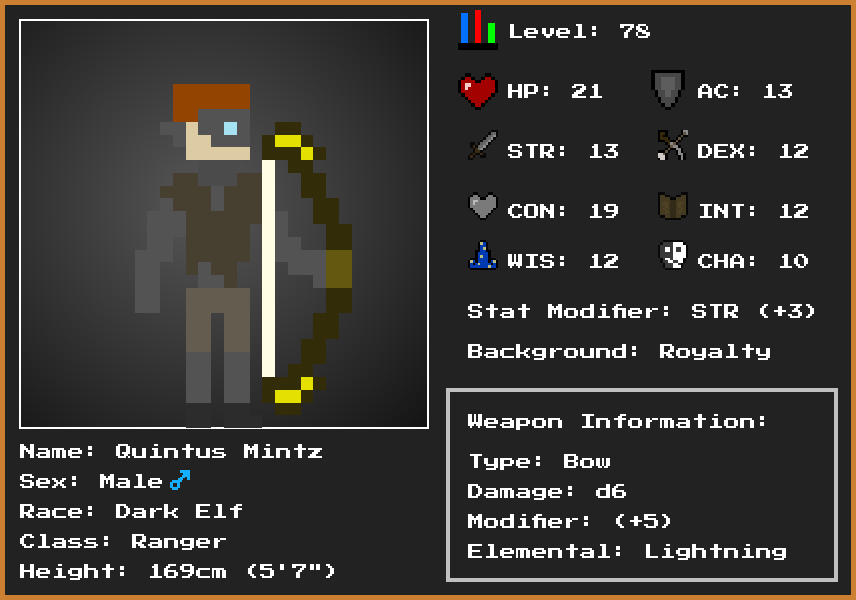 Level: 78
HP: 21 AC: 13
STR: 13 DEX: 12
CON: 19 INT: 12
WIS: 12 CHA: 10
Stat Modifier: STR (+3)
Background: Royalty
Weapon Information:
Type: Bow
Damage: d6
Modifier: (+5)
Elemental: Lightning
Name: Quintus Mintz
Sex: Male ♂
Race: Dark Elf
Class: Ranger
Height: 169cm (5'7")